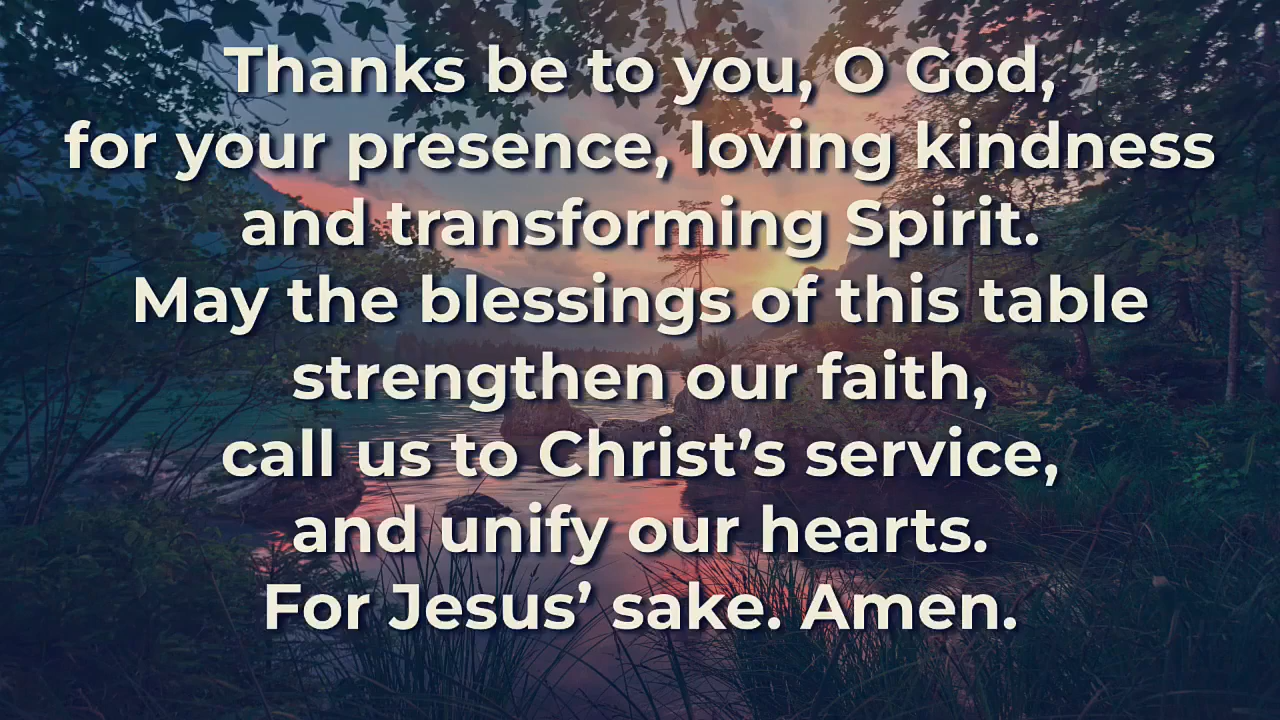 Thanks be to you, O God,
for your presence, loving kindness
and transforming Spirit.
May the blessings of this table
strengthen our faith,
call us to Christ’s service,
and unify our hearts.
For Jesus’ sake. Amen.